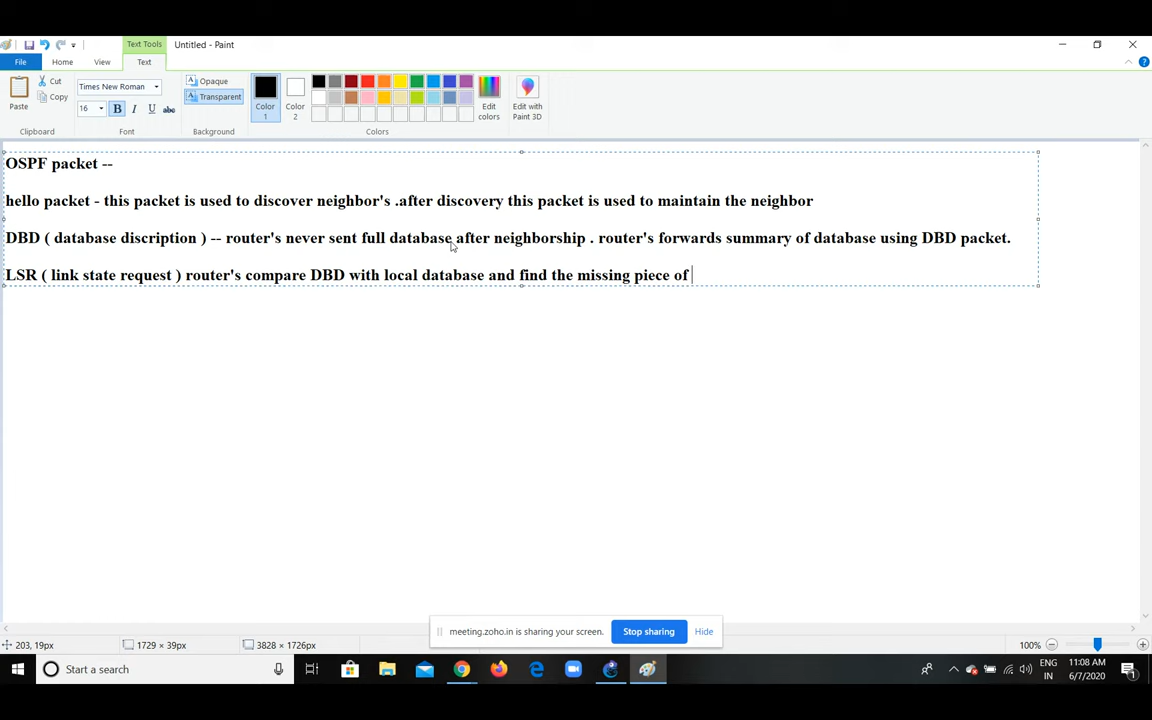 Text Tools
Untitled - Paint
File
Home
View
Text
Paste
Cut
Copy
Clipboard
Times New Roman
16
B
I
U
abc
Font
Opaque
Transparent
Background
Color
1
Color
2
Edit
colors
Colors
Edit with
Paint 3D
OSPF packet --
hello packet - this packet is used to discover neighbor's .after discovery this packet is used to maintain the neighbor
DBD ( database discription ) -- router's never sent full database after neighborship . router's forwards summary of database using DBD packet.
LSR ( link state request ) router's compare DBD with local database and find the missing piece of
meeting.zoho.in is sharing your screen.
Stop sharing
Hide
203, 19px
1729 × 39px
3828 × 1726px
100%
Start a search
ENG
IN
11:08 AM
6/7/2020
1